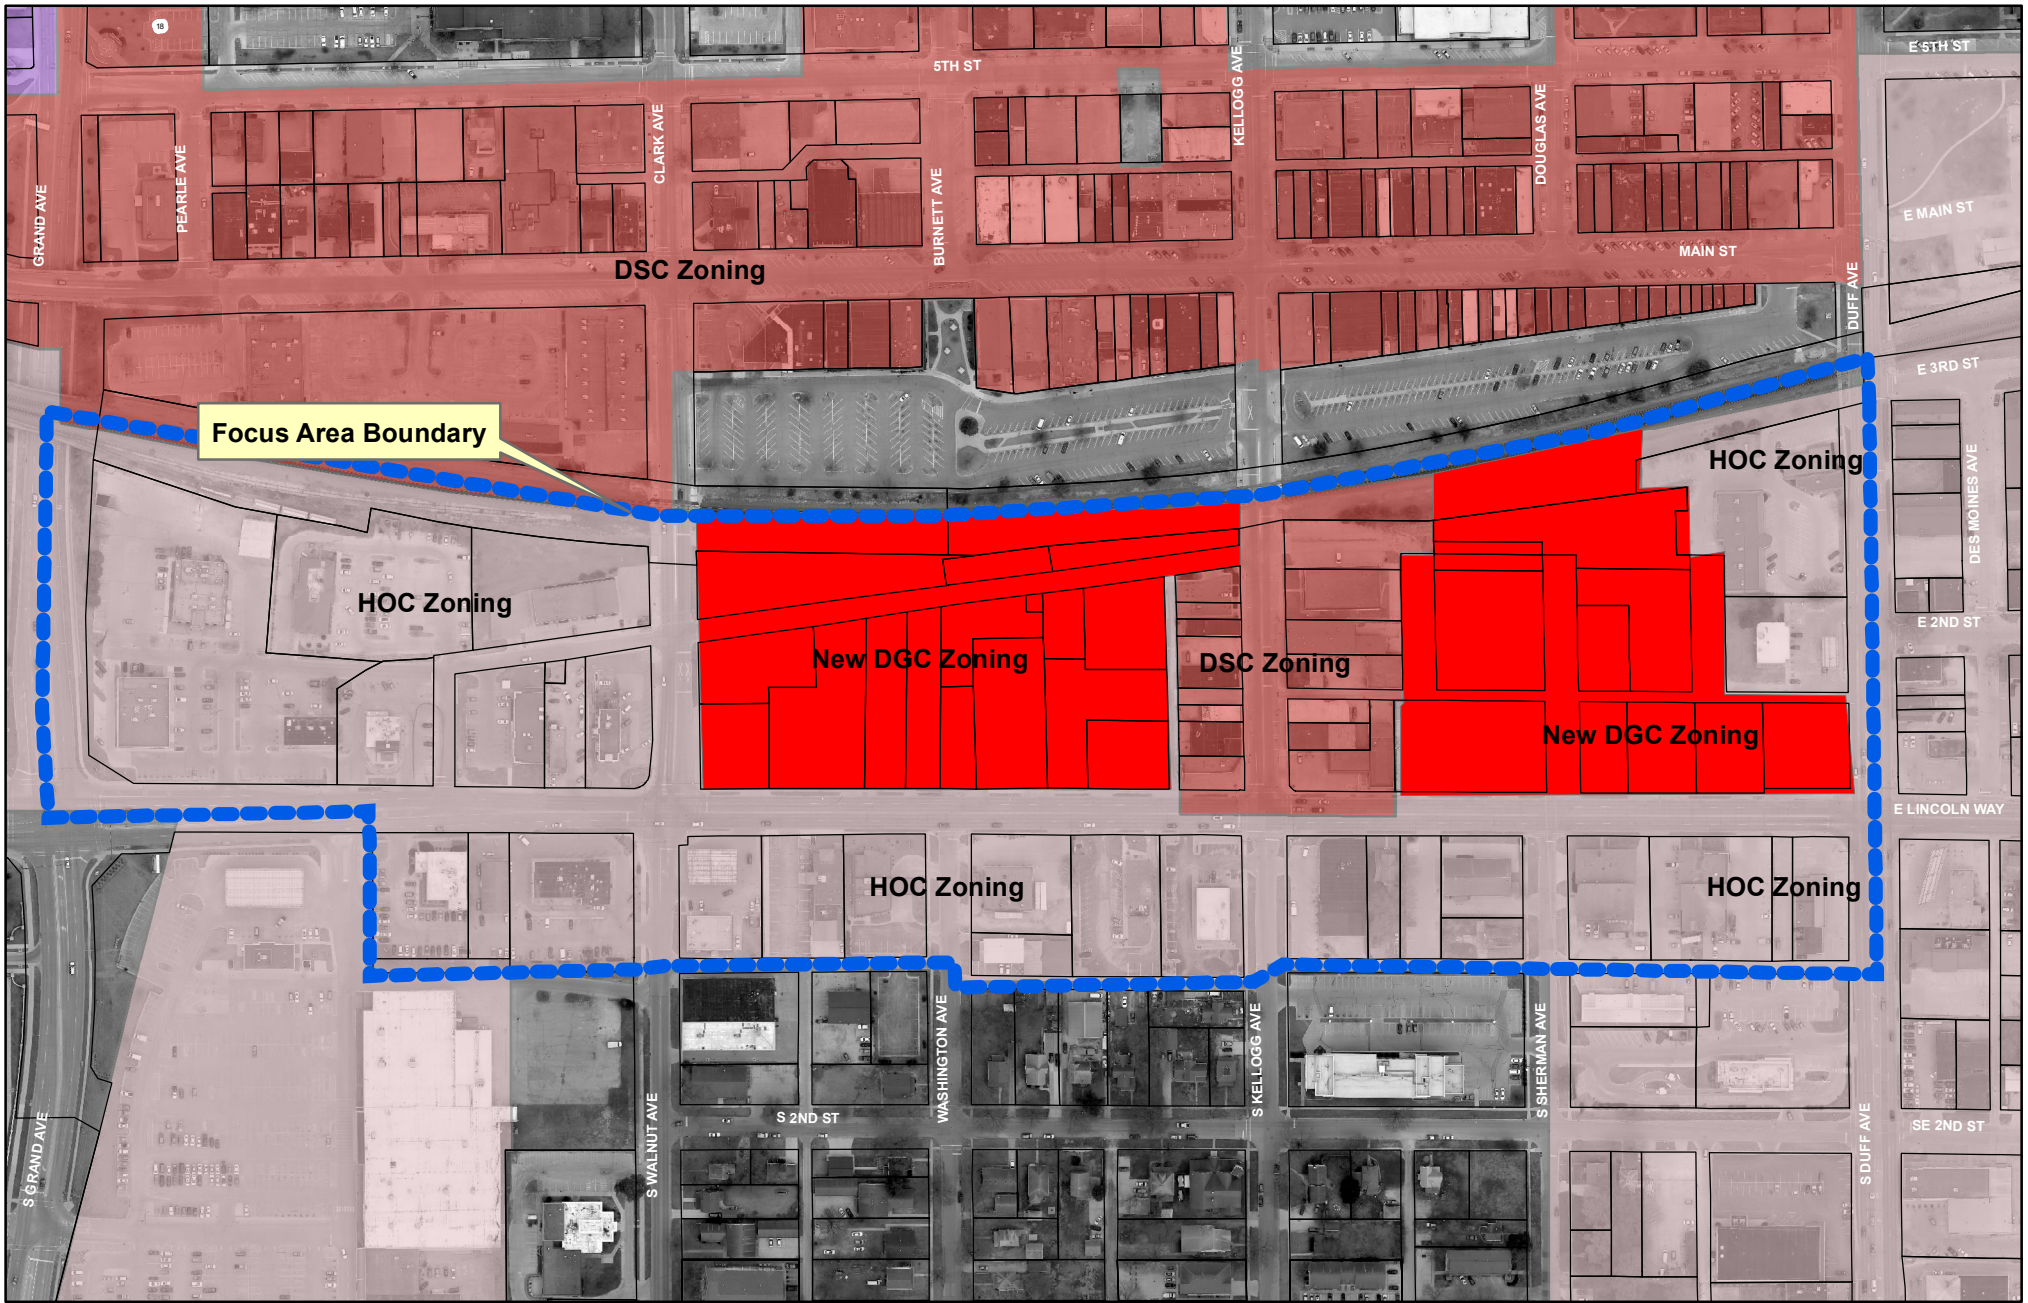 18
E 5TH ST
5TH ST
KELLOGG AVE
CLARK AVE
DOUGLAS AVE
PEARLE AVE
GRAND AVE
BURNETT AVE
E MAIN ST
MAIN ST
DSC Zoning
DUFF AVE
E 3RD ST
Focus Area Boundary
HOC Zoning
DES MOINES AVE
HOC Zoning
E 2ND ST
New DGC Zoning
DSC Zoning
New DGC Zoning
E LINCOLN WAY
HOC Zoning
HOC Zoning
WASHINGTON AVE
S KELLOGG AVE
S SHERMAN AVE
S 2ND ST
S WALNUT AVE
S GRAND AVE
S DUFF AVE
SE 2ND ST